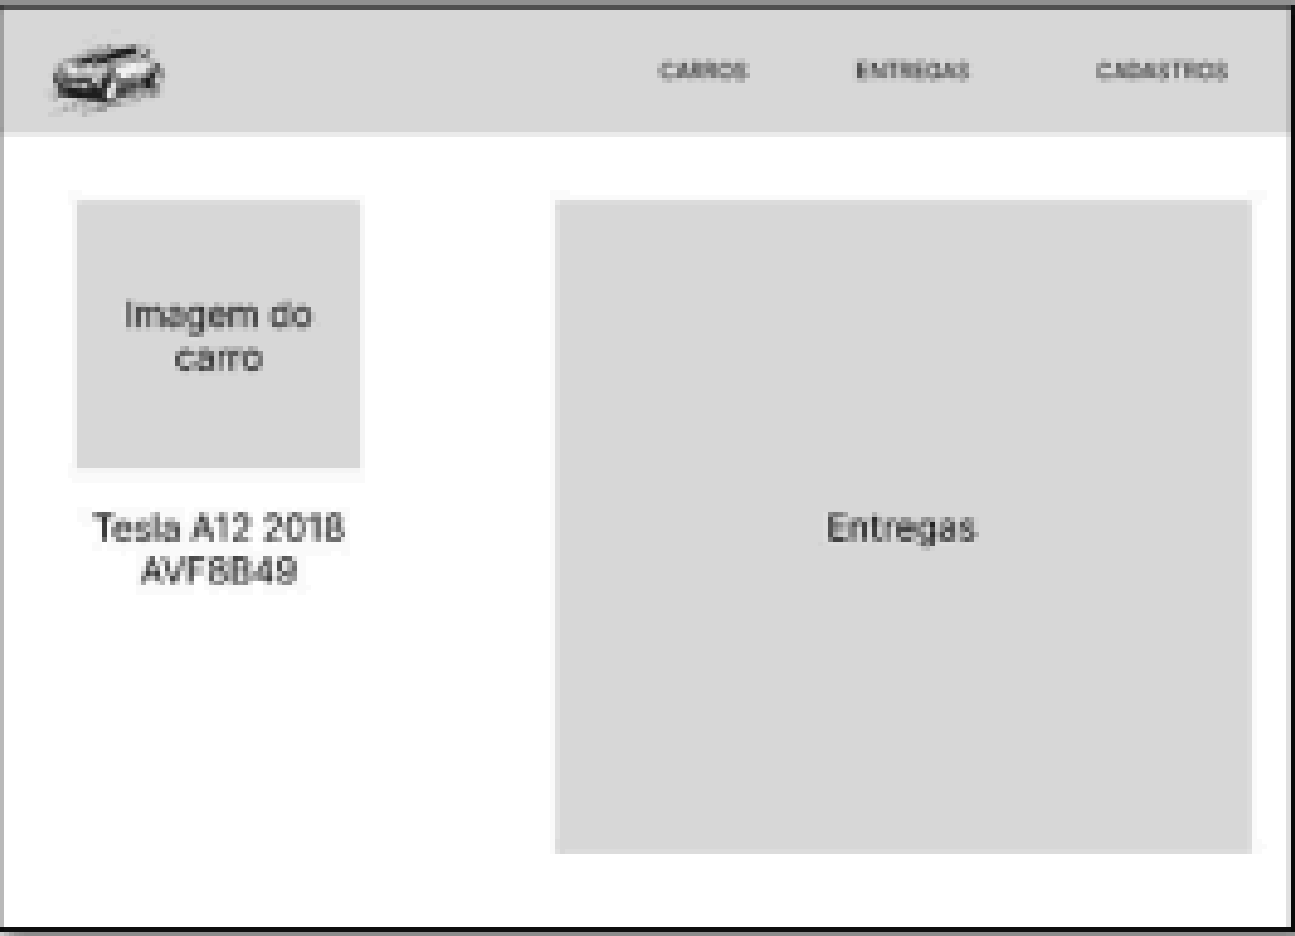 CARROS
ENTREGAS
CADASTROS
Imagem do
carro
Tesla A12 2018
AVF8B49
Entregas